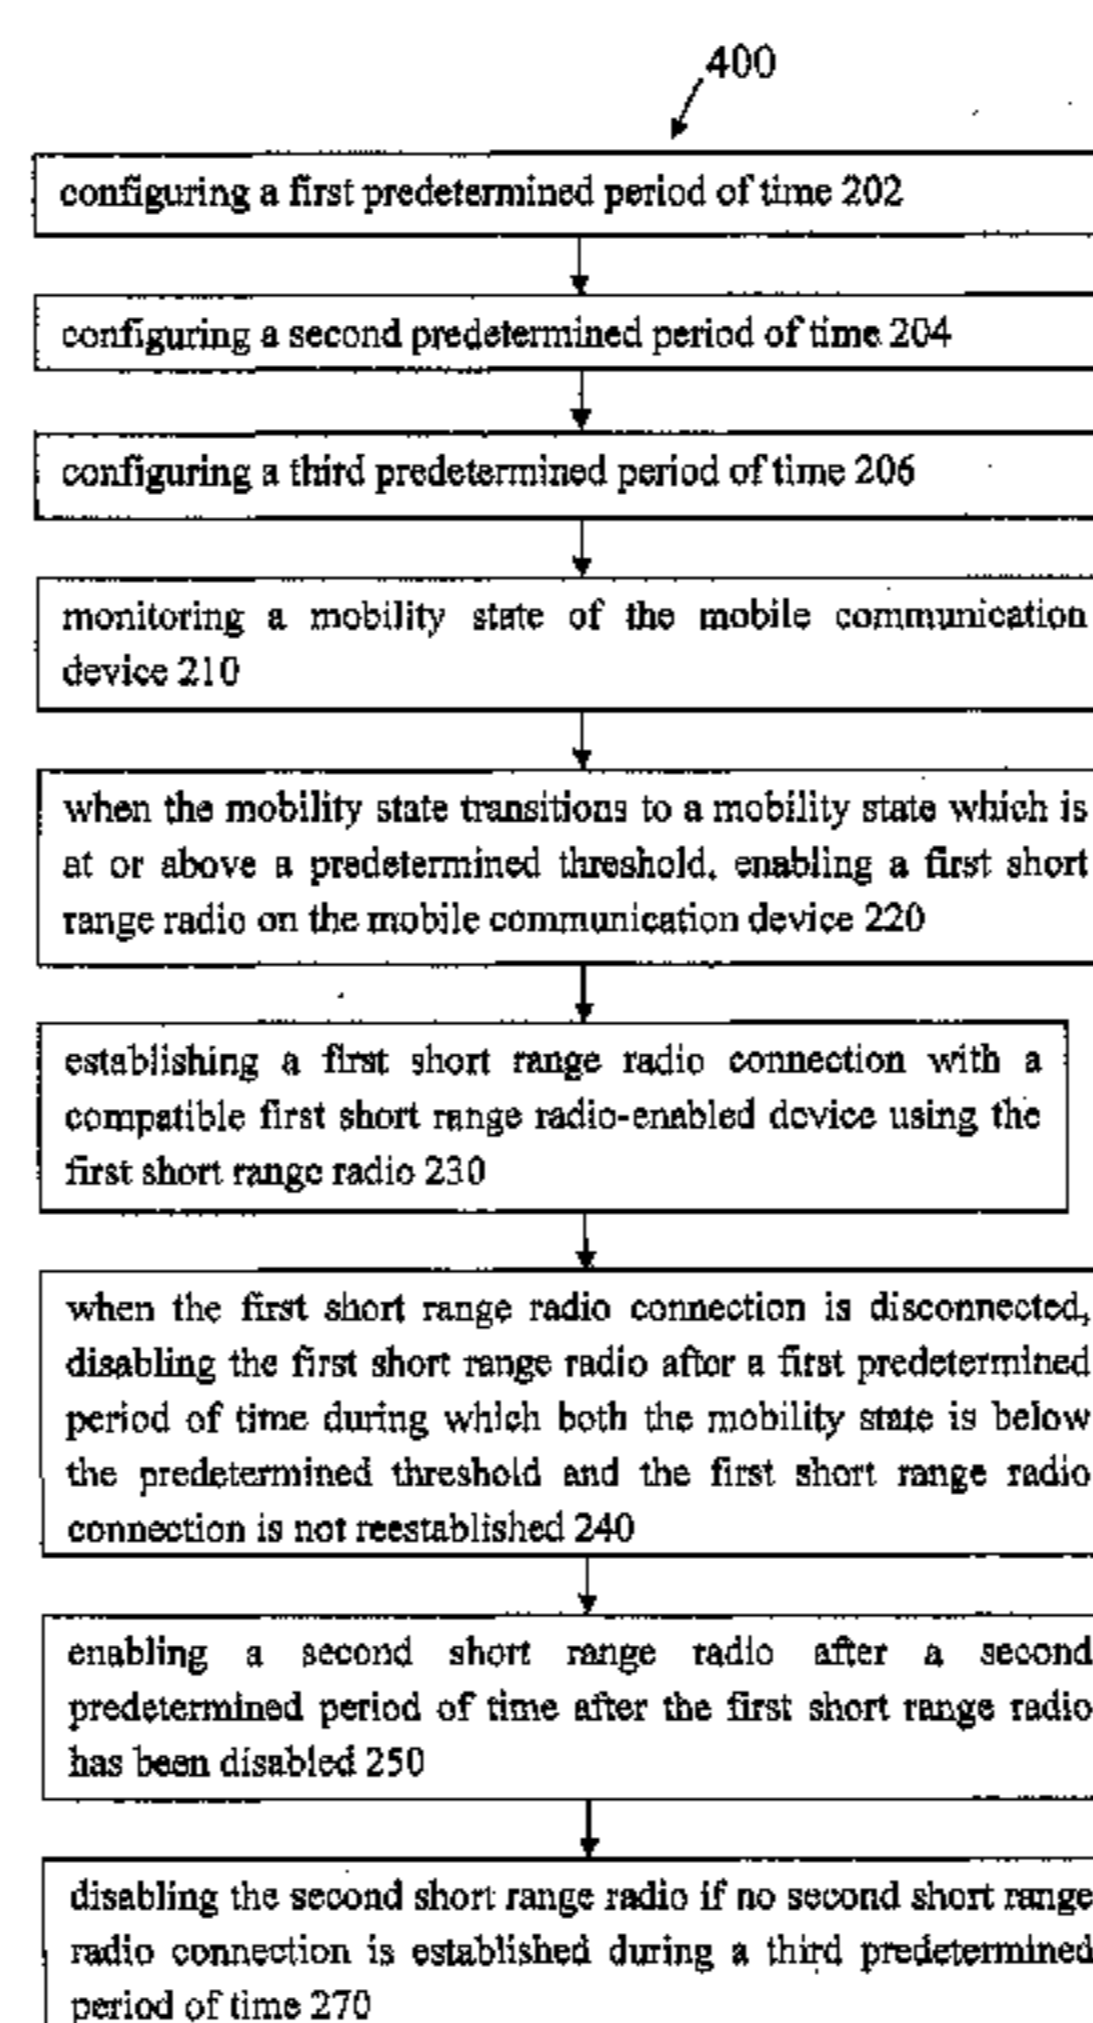 400
configuring a first predetermined period of time 202
configuring a second predetermined period of time 204
configuring a third predetermined period of time 206
monitoring a mobility state of the mobile communication
device 210
when the mobility state transitions to a mobility state which is
at or above a predetermined threshold, enabling a first short
range radio on the mobile communication device 220
establishing a first short range radio connection with a
compatible first short range radio-enabled device using the
first short range radio 230
when the first short range radio connection is disconnected,
disabling the first short range radio after a first predetermined
period of time during which both the mobility state is below
the predetermined threshold and the first short range radio
connection is not reestablished 240
enabling a second short range radio after a second
predetermined period of time after the first short range radio
has been disabled 250
disabling the second short range radio if no second short range
radio connection is established during a third predetermined
period of time 270